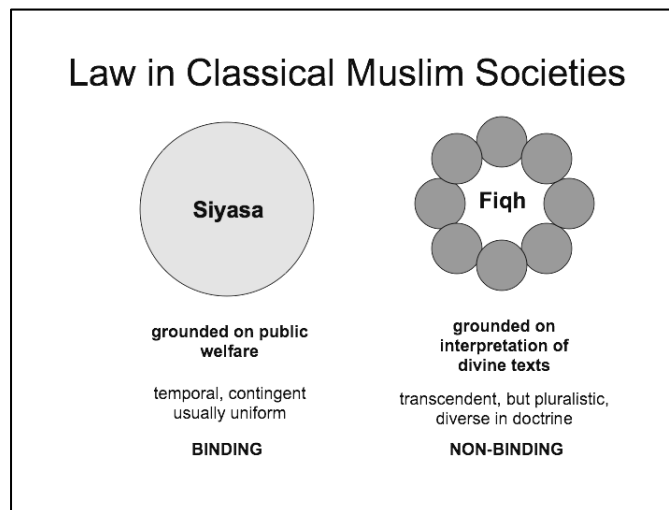 Law in Classical Muslim Societies
Siyasa
grounded on public
welfare
temporal, contingent
usually uniform
BINDING
Fiqh
grounded on
interpretation of
divine texts
transcendent, but pluralistic,
diverse in doctrine
NON-BINDING